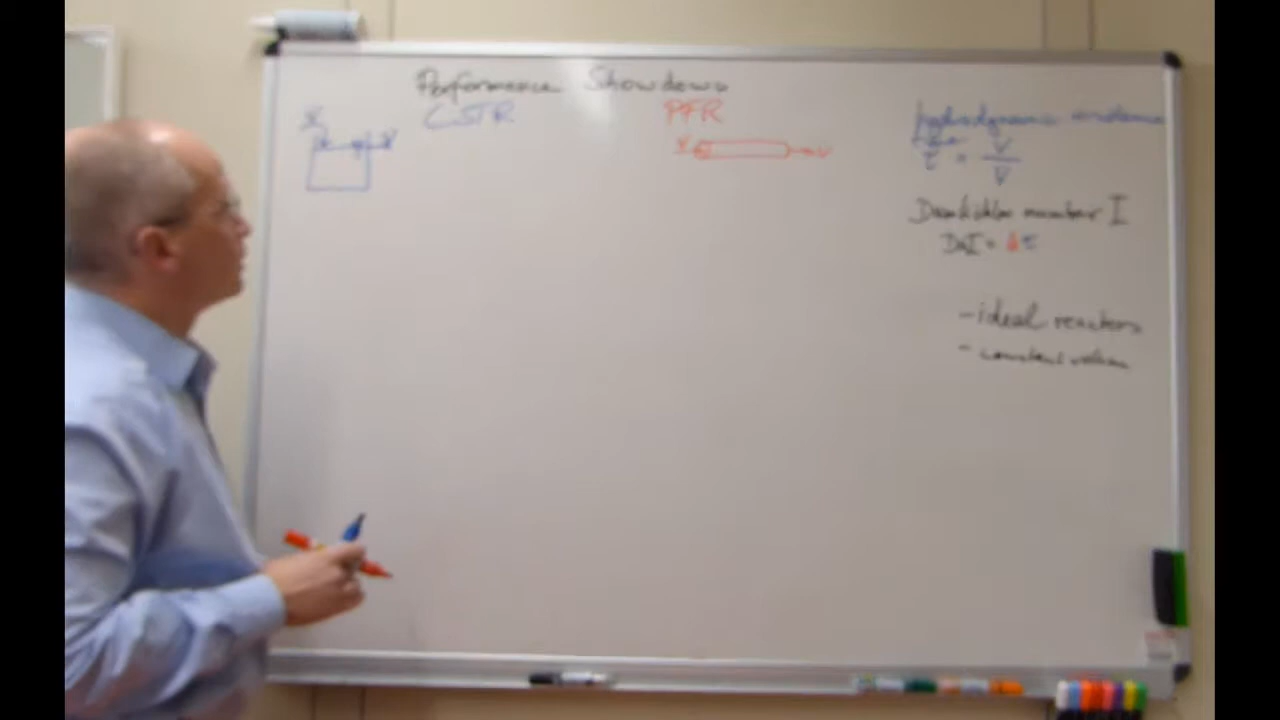 Performance Showdown
CSTR
PFR
hydrodynamic residence time
τ = V / V̇
Damköhler number I
DaI = k τ
- ideal reactors
- constant volume